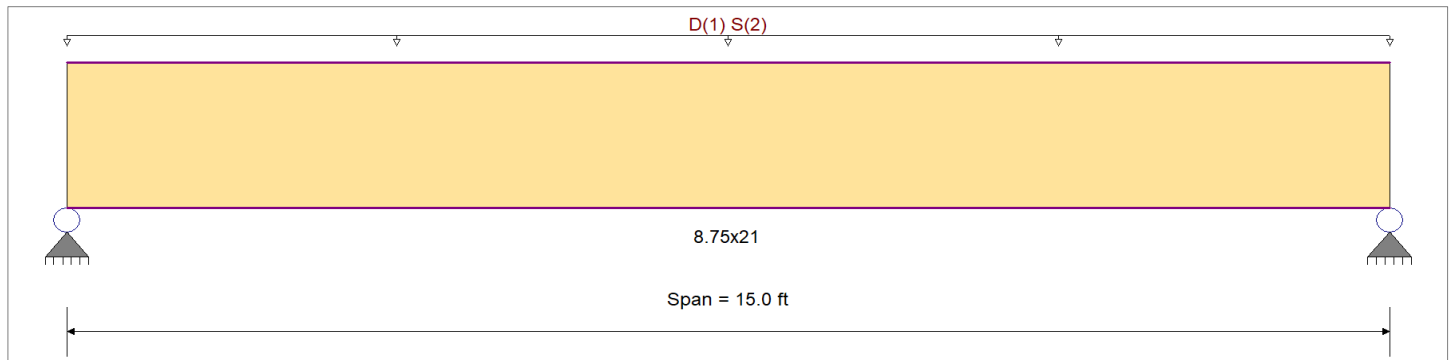 D(1) S(2)
8.75x21
Span = 15.0 ft